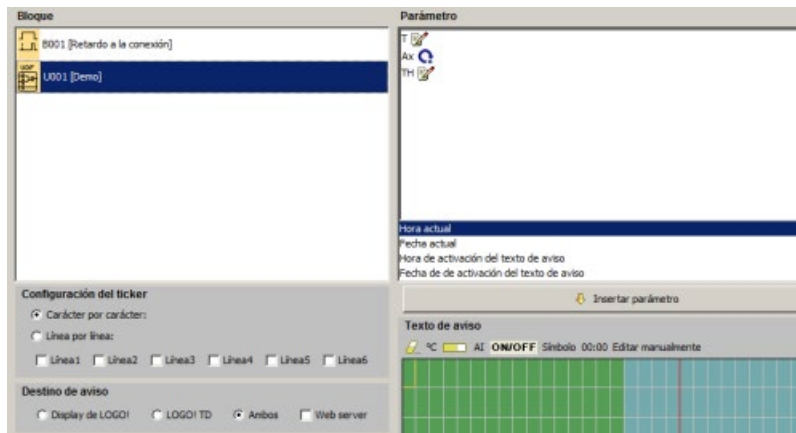 Bloque
B001 [Retardo a la conexión]
UDF
U001 [Demo]
Parámetro
T
Ax
TH
Hora actual
Fecha actual
Hora de activación del texto de aviso
Fecha de de activación del texto de aviso
Insertar parámetro
Configuración del ticker
Carácter por carácter:
Línea por línea:
Línea1 Línea2 Línea3 Línea4 Línea5 Línea6
Destino de aviso
Display de LOGO! LOGO! TD Ambos Web server
Texto de aviso
°C AI ON/OFF Símbolo 00:00 Editar manualmente